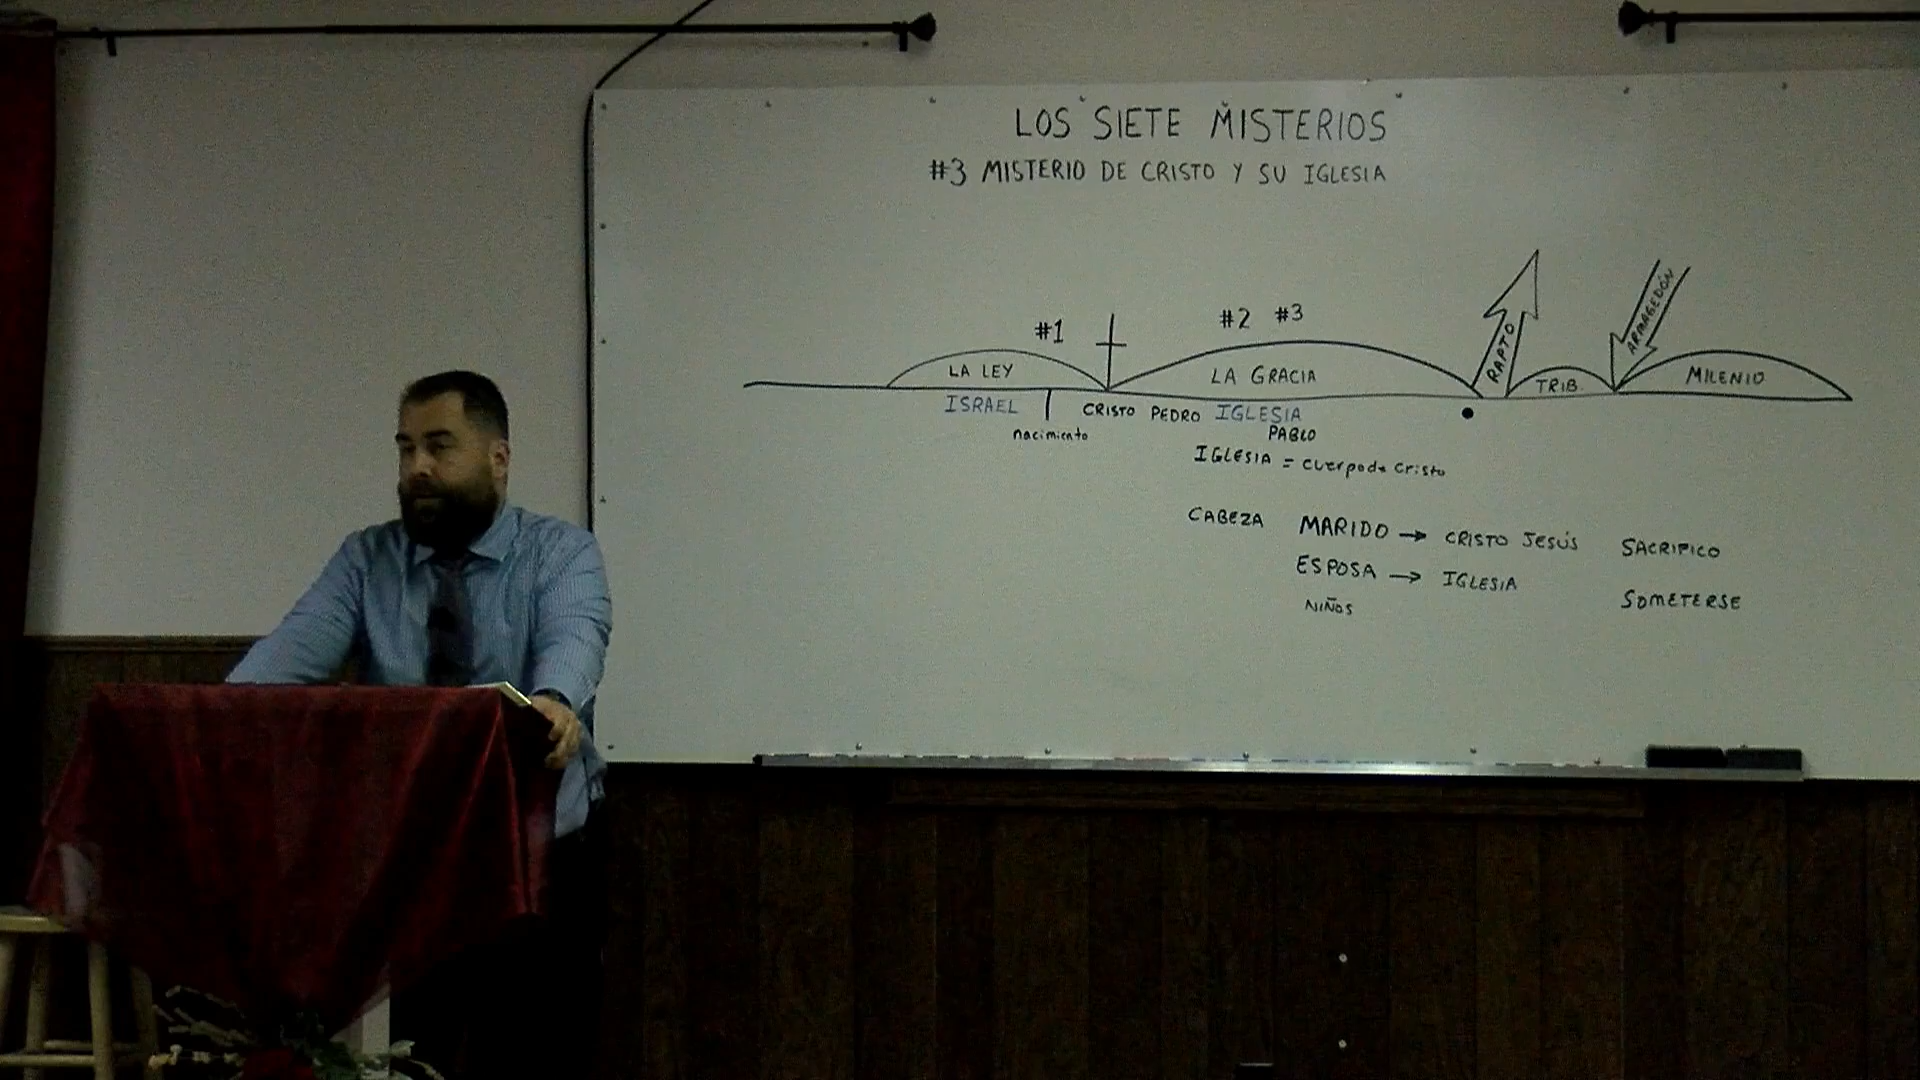 LOS SIETE MISTERIOS
#3 MISTERIO DE CRISTO Y SU IGLESIA
#1 #2 #3
LA LEY LA GRACIA RAPTO TRIB. ARMAGEDÓN MILENIO
ISRAEL CRISTO PEDRO IGLESIA
nacimiento PABLO
IGLESIA = cuerpo de Cristo
CABEZA MARIDO → CRISTO JESÚS SACRIFICO
ESPOSA → IGLESIA SOMETERSE
NIÑOS